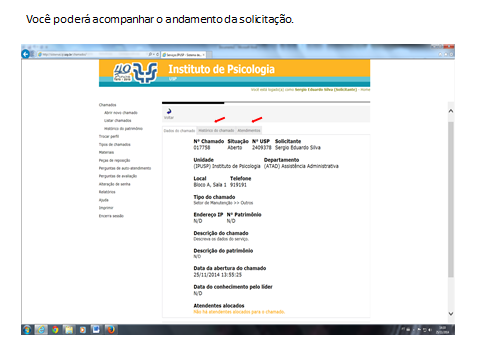 Você poderá acompanhar o andamento da solicitação.
Instituto de Psicologia
USP
Você está logado(a) como Sergio Eduardo Silva (Solicitante) - Home
Chamados
Abrir novo chamado
Listar chamados
Histórico do patrimônio
Trocar perfil
Tipos de chamados
Materiais
Peças de reposição
Perguntas de auto-atendimento
Perguntas de avaliação
Alteração de senha
Relatórios
Ajuda
Imprimir
Encerra sessão
Voltar
Dados do chamado Histórico do chamado Atendimentos
Nº Chamado Situação Nº USP Solicitante
017758 Aberto 2409378 Sergio Eduardo Silva
Unidade Departamento
(IPUSP) Instituto de Psicologia (ATAD) Assistência Administrativa
Local Telefone
Bloco A, Sala 1 919191
Tipo do chamado
Setor de Manutenção >> Outros
Endereço IP Nº Patrimônio
N/D N/D
Descrição do chamado
Descreva os dados do serviço.
Descrição do patrimônio
N/D
Data da abertura do chamado
25/11/2014 13:55:25
Data do conhecimento pelo líder
N/D
Atendentes alocados
Não há atendentes alocados para o chamado.